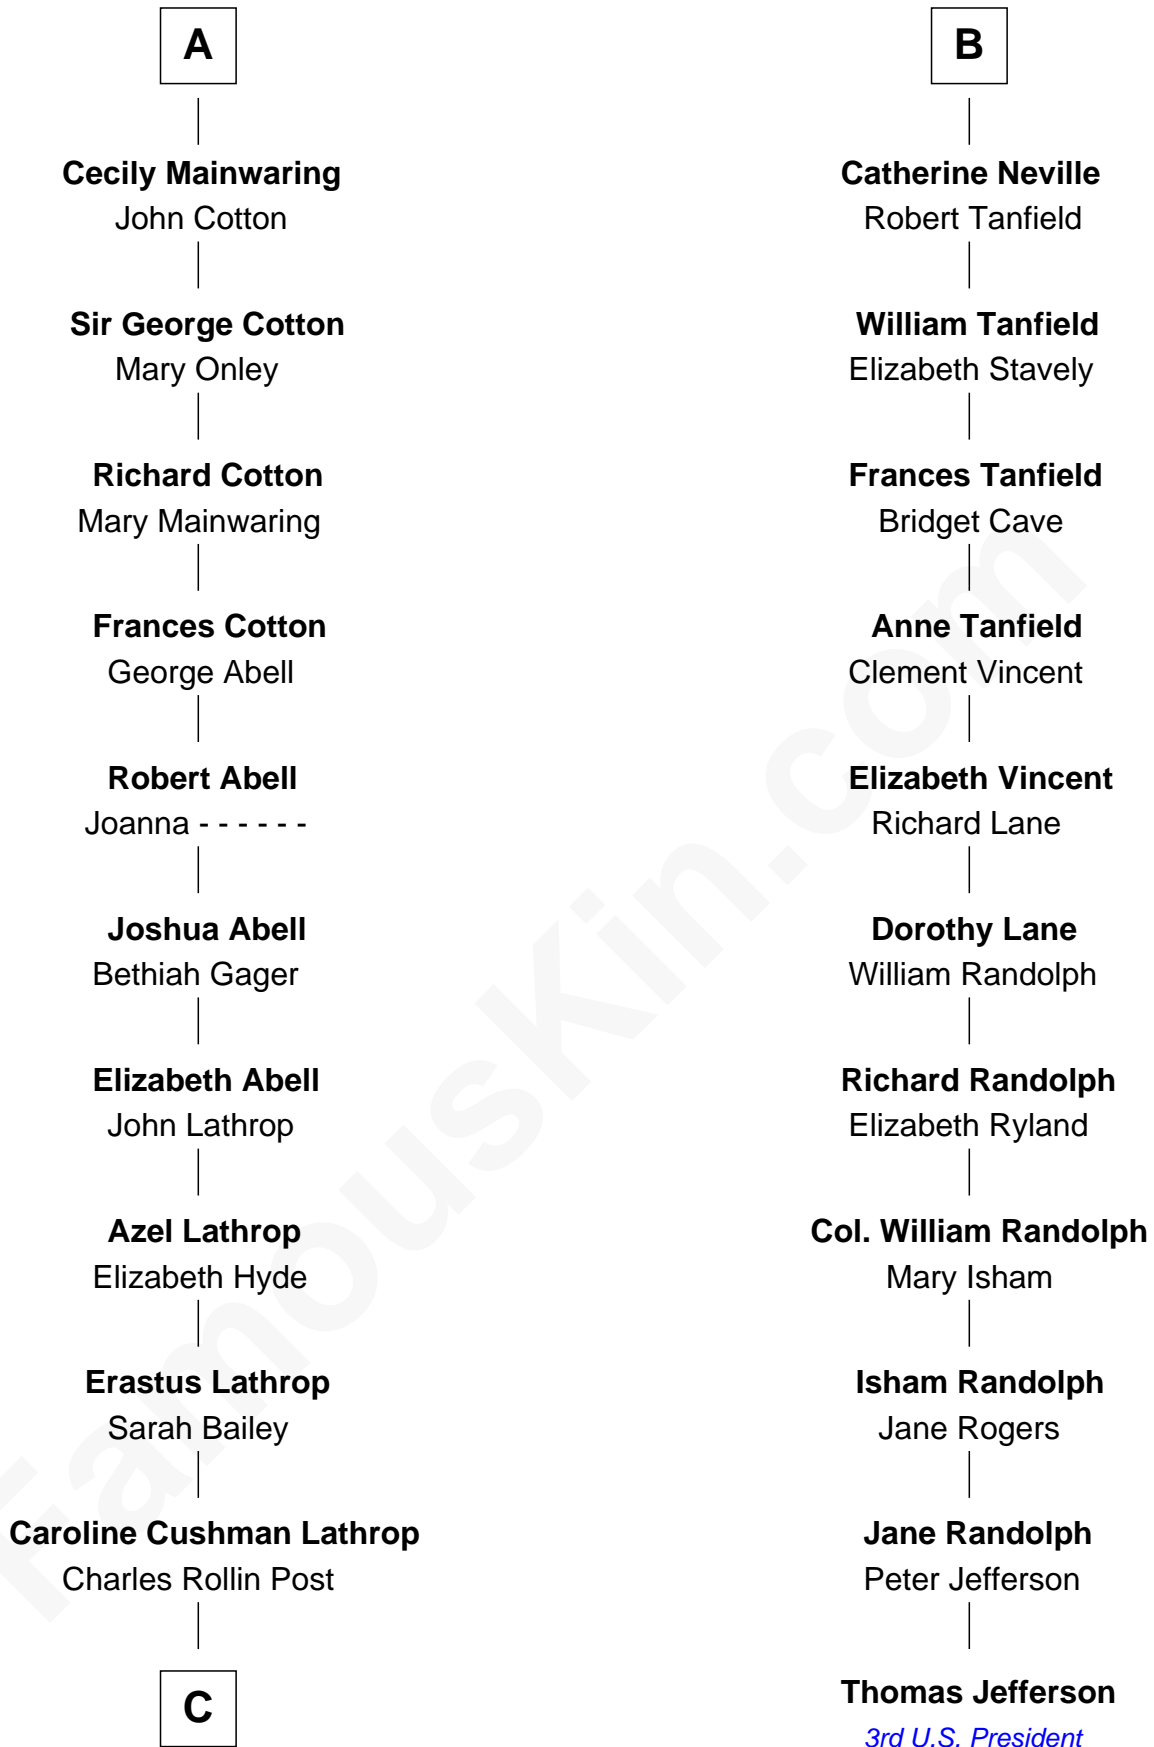 A
Cecily Mainwaring
John Cotton
Sir George Cotton
Mary Onley
Richard Cotton
Mary Mainwaring
Frances Cotton
George Abell
Robert Abell
Joanna - - - - - -
Joshua Abell
Bethiah Gager
Elizabeth Abell
John Lathrop
Azel Lathrop
Elizabeth Hyde
Erastus Lathrop
Sarah Bailey
Caroline Cushman Lathrop
Charles Rollin Post
C
B
Catherine Neville
Robert Tanfield
William Tanfield
Elizabeth Stavely
Frances Tanfield
Bridget Cave
Anne Tanfield
Clement Vincent
Elizabeth Vincent
Richard Lane
Dorothy Lane
William Randolph
Richard Randolph
Elizabeth Ryland
Col. William Randolph
Mary Isham
Isham Randolph
Jane Rogers
Jane Randolph
Peter Jefferson
Thomas Jefferson
3rd U.S. President
FamousKin.com